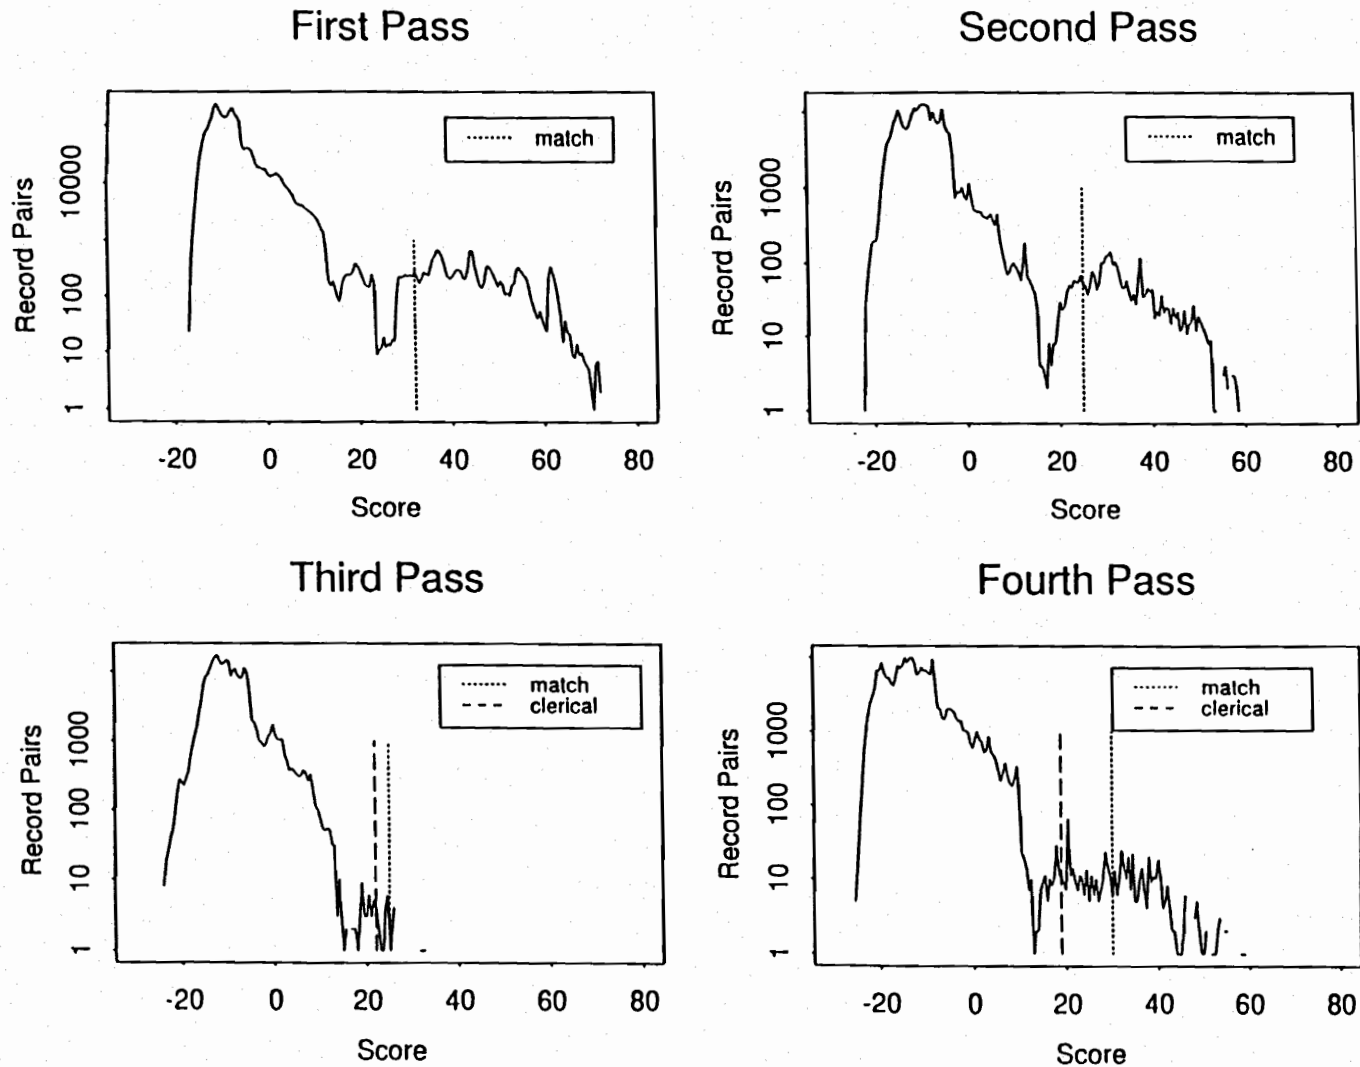 First Pass
Record Pairs
10000
100
10
1
match
-20 0 20 40 60 80
Score
Second Pass
Record Pairs
1000
100
10
1
match
-20 0 20 40 60 80
Score
Third Pass
Record Pairs
1000
100
10
1
match
clerical
-20 0 20 40 60 80
Score
Fourth Pass
Record Pairs
1000
100
10
1
match
clerical
-20 0 20 40 60 80
Score